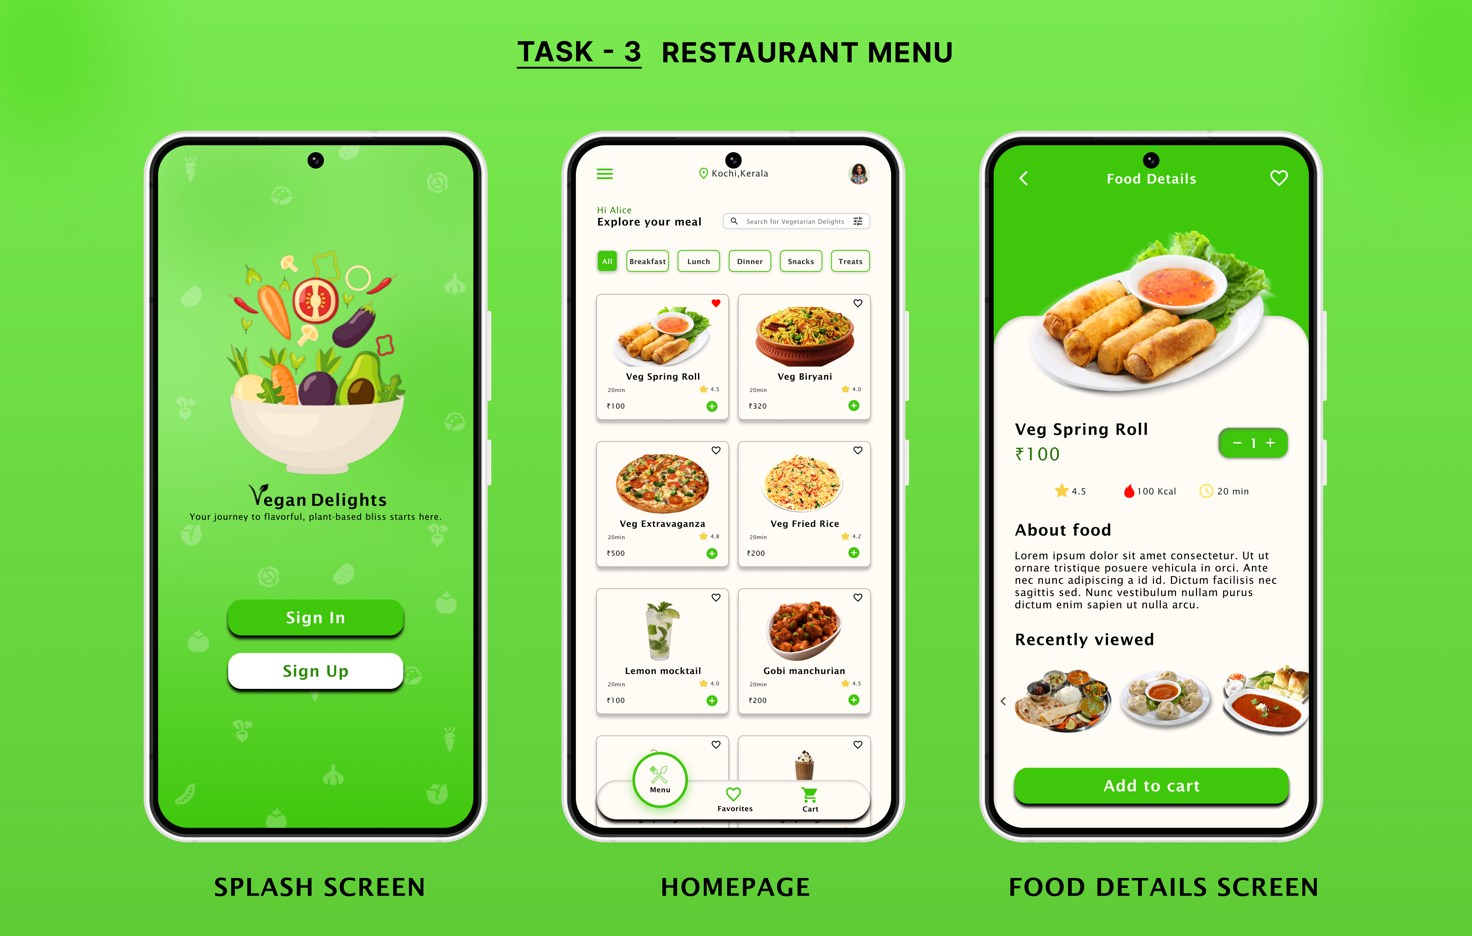 TASK - 3 RESTAURANT MENU
Vegan Delights
Your journey to flavorful, plant-based bliss starts here.
Sign In
Sign Up
SPLASH SCREEN
Kochi,Kerala
Hi Alice
Explore your meal
Search for Vegetarian Delights
All Breakfast Lunch Dinner Snacks Treats
Veg Spring Roll
20min 4.5
₹100
Veg Biryani
20min 4.0
₹320
Veg Extravaganza
20min 4.8
₹500
Veg Fried Rice
20min 4.2
₹200
Lemon mocktail
20min 4.0
₹100
Gobi manchurian
20min 4.5
₹200
Menu
Favorites
Cart
HOMEPAGE
Food Details
Veg Spring Roll
₹100
− 1 +
4.5 100 Kcal 20 min
About food
Lorem ipsum dolor sit amet consectetur. Ut ut
ornare tristique posuere vehicula in orci. Ante
nec nunc adipiscing a id id. Dictum facilisis nec
sagittis sed. Nunc vestibulum nullam purus
dictum enim sapien ut nulla arcu.
Recently viewed
Add to cart
FOOD DETAILS SCREEN